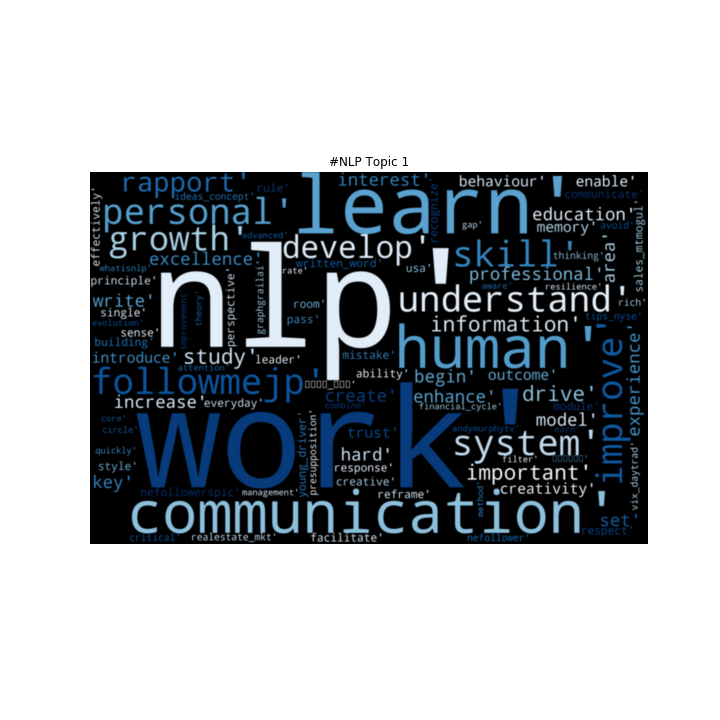 #NLP Topic 1
rapport'
rule'
interest'
behaviour'
enable'
ideas_concept'
learn'
communicate'
effectively'
personal'
recognize'
education'
sales_mtmogul'
growth'
advanced'
develop'
gap'
memory'
avoid
excellence'
skill'
thinking'
area'
whatisnlp'
written_word'
usa'
professional'
principle'
nlp'
rate'
aware'
resilience'
rich'
write'
improvement'
theory'
perspective'
graphgrailai'
room'
understand'
single'
evolution'
pass'
information'
tips_nyse'
sense'
building'
human'
introduce'
study'
leader'
mistake'
attention'
ability'
begin'
outcome'
followmejp'
improve'
experience'
increase'
everyday'
create'
combine'
enhance'
drive'
financial_cycle'
module'
core'
circle'
work'
young_driver'
presupposition'
trust'
andymurphytv'
earn'
model'
quickly'
hard'
system'
style'
response'
filter'
key'
creative'
important'
vix_daytrad'
nefollowerspic'
management'
reframe'
method'
creativity'
communication'
set'
respect'
critical'
realestate_mkt'
facilitate'
nefollower'